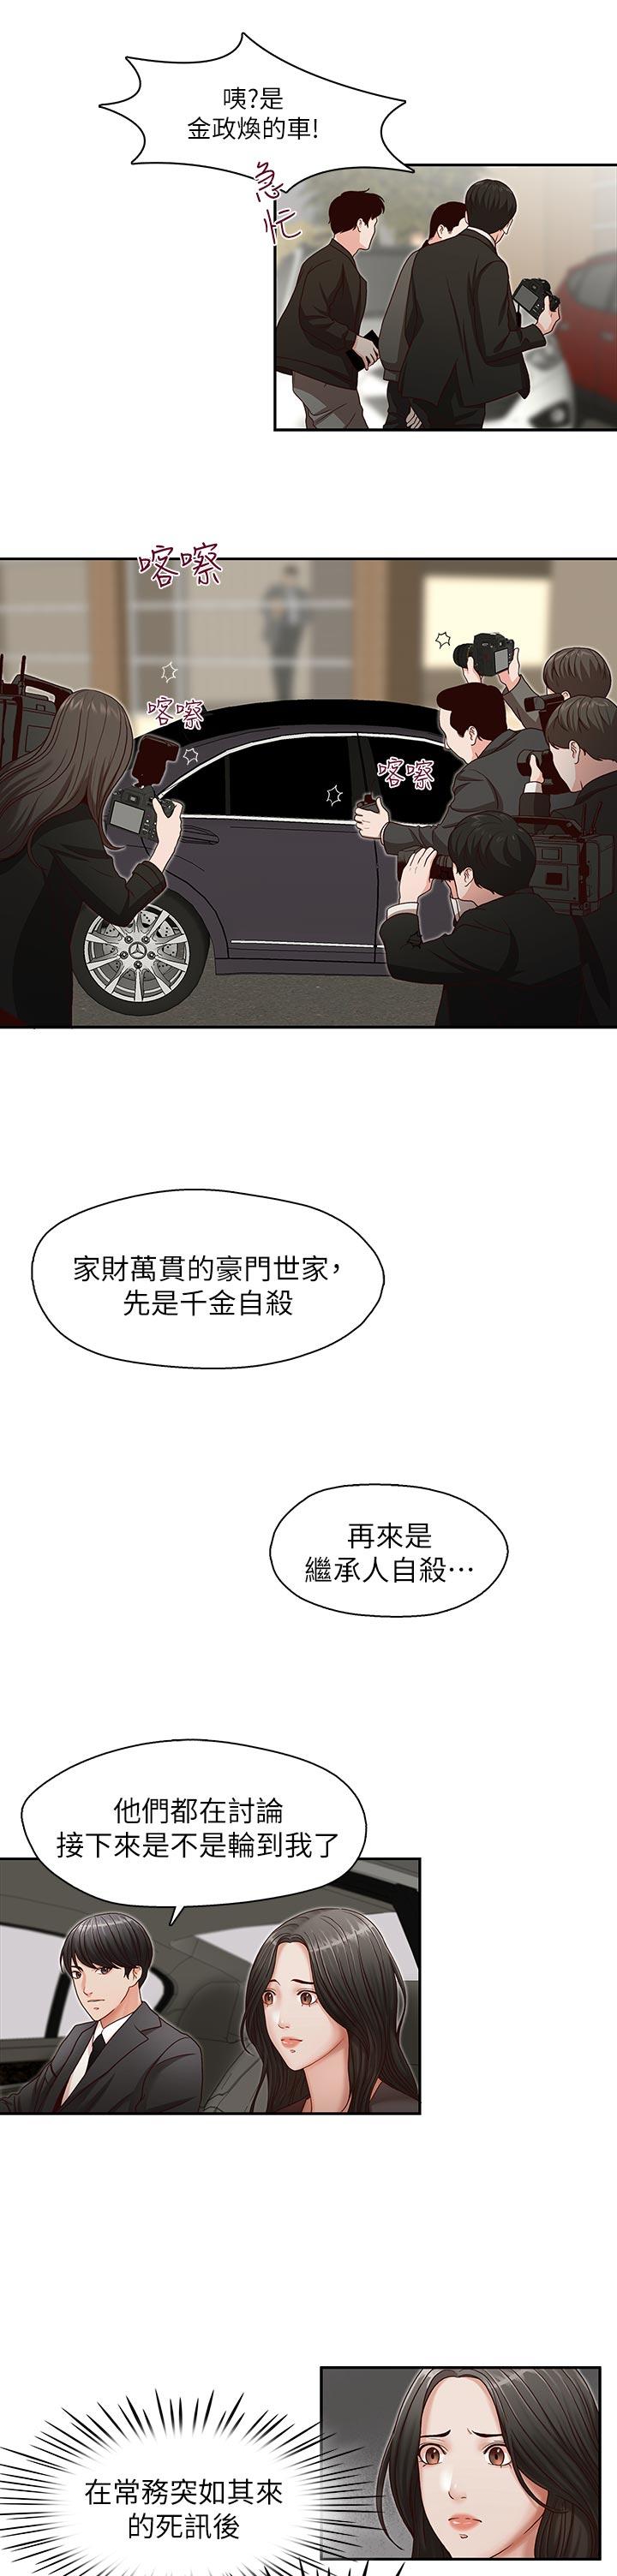 咦?是
金政煥的車!
急忙
喀嚓
喀嚓
喀嚓
家財萬貫的豪門世家,
先是千金自殺
再來是
繼承人自殺⋯
他們都在討論
接下來是不是輪到我了
在常務突如其來
的死訊後